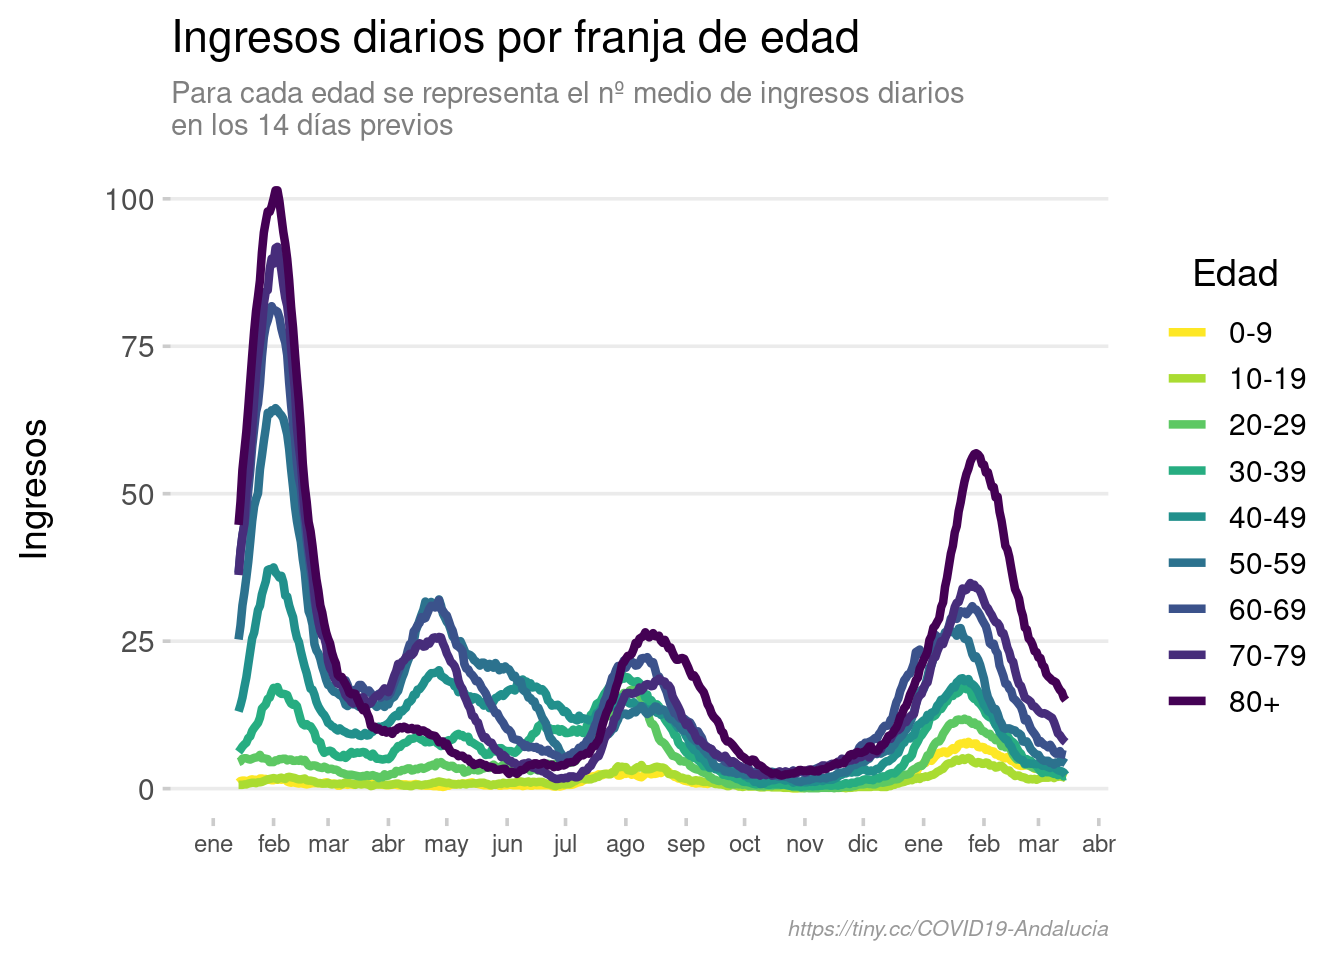 Ingresos diarios por franja de edad
Para cada edad se representa el nº medio de ingresos diarios
en los 14 días previos
100
75
50
25
0
Ingresos
ene feb mar abr may jun jul ago sep oct nov dic ene feb mar abr
Edad
0-9
10-19
20-29
30-39
40-49
50-59
60-69
70-79
80+
https://tiny.cc/COVID19-Andalucia